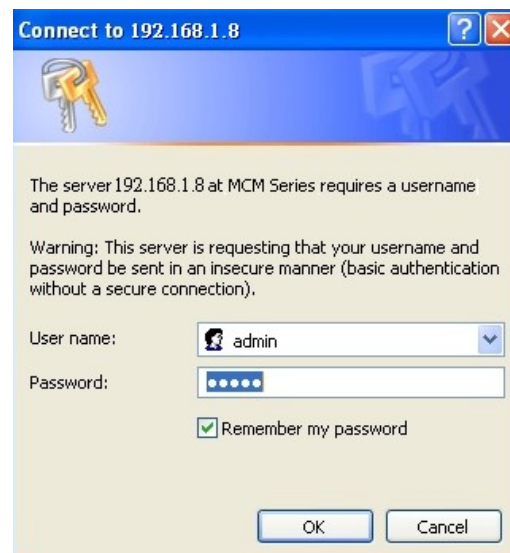 Connect to 192.168.1.8
The server 192.168.1.8 at MCM Series requires a username
and password.
Warning: This server is requesting that your username and
password be sent in an insecure manner (basic authentication
without a secure connection).
User name:
admin
Password:
•••••
Remember my password
OK
Cancel